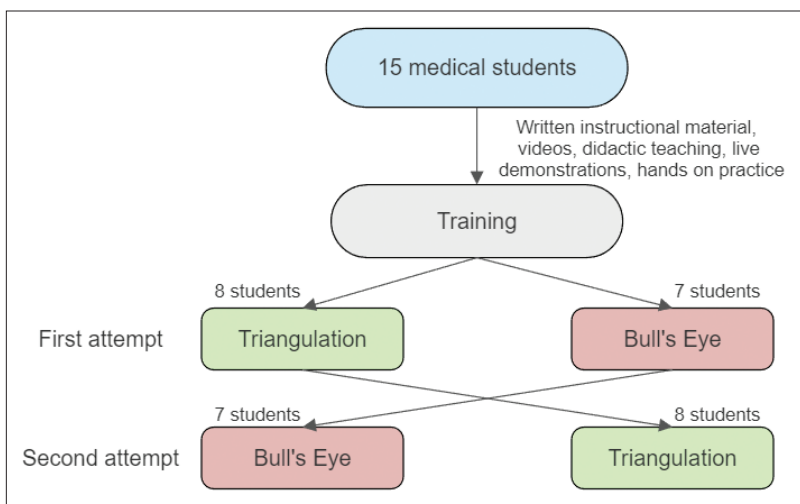 15 medical students
Written instructional material,
videos, didactic teaching, live
demonstrations, hands on practice
Training
8 students
7 students
First attempt
Triangulation
Bull's Eye
7 students
8 students
Second attempt
Bull's Eye
Triangulation